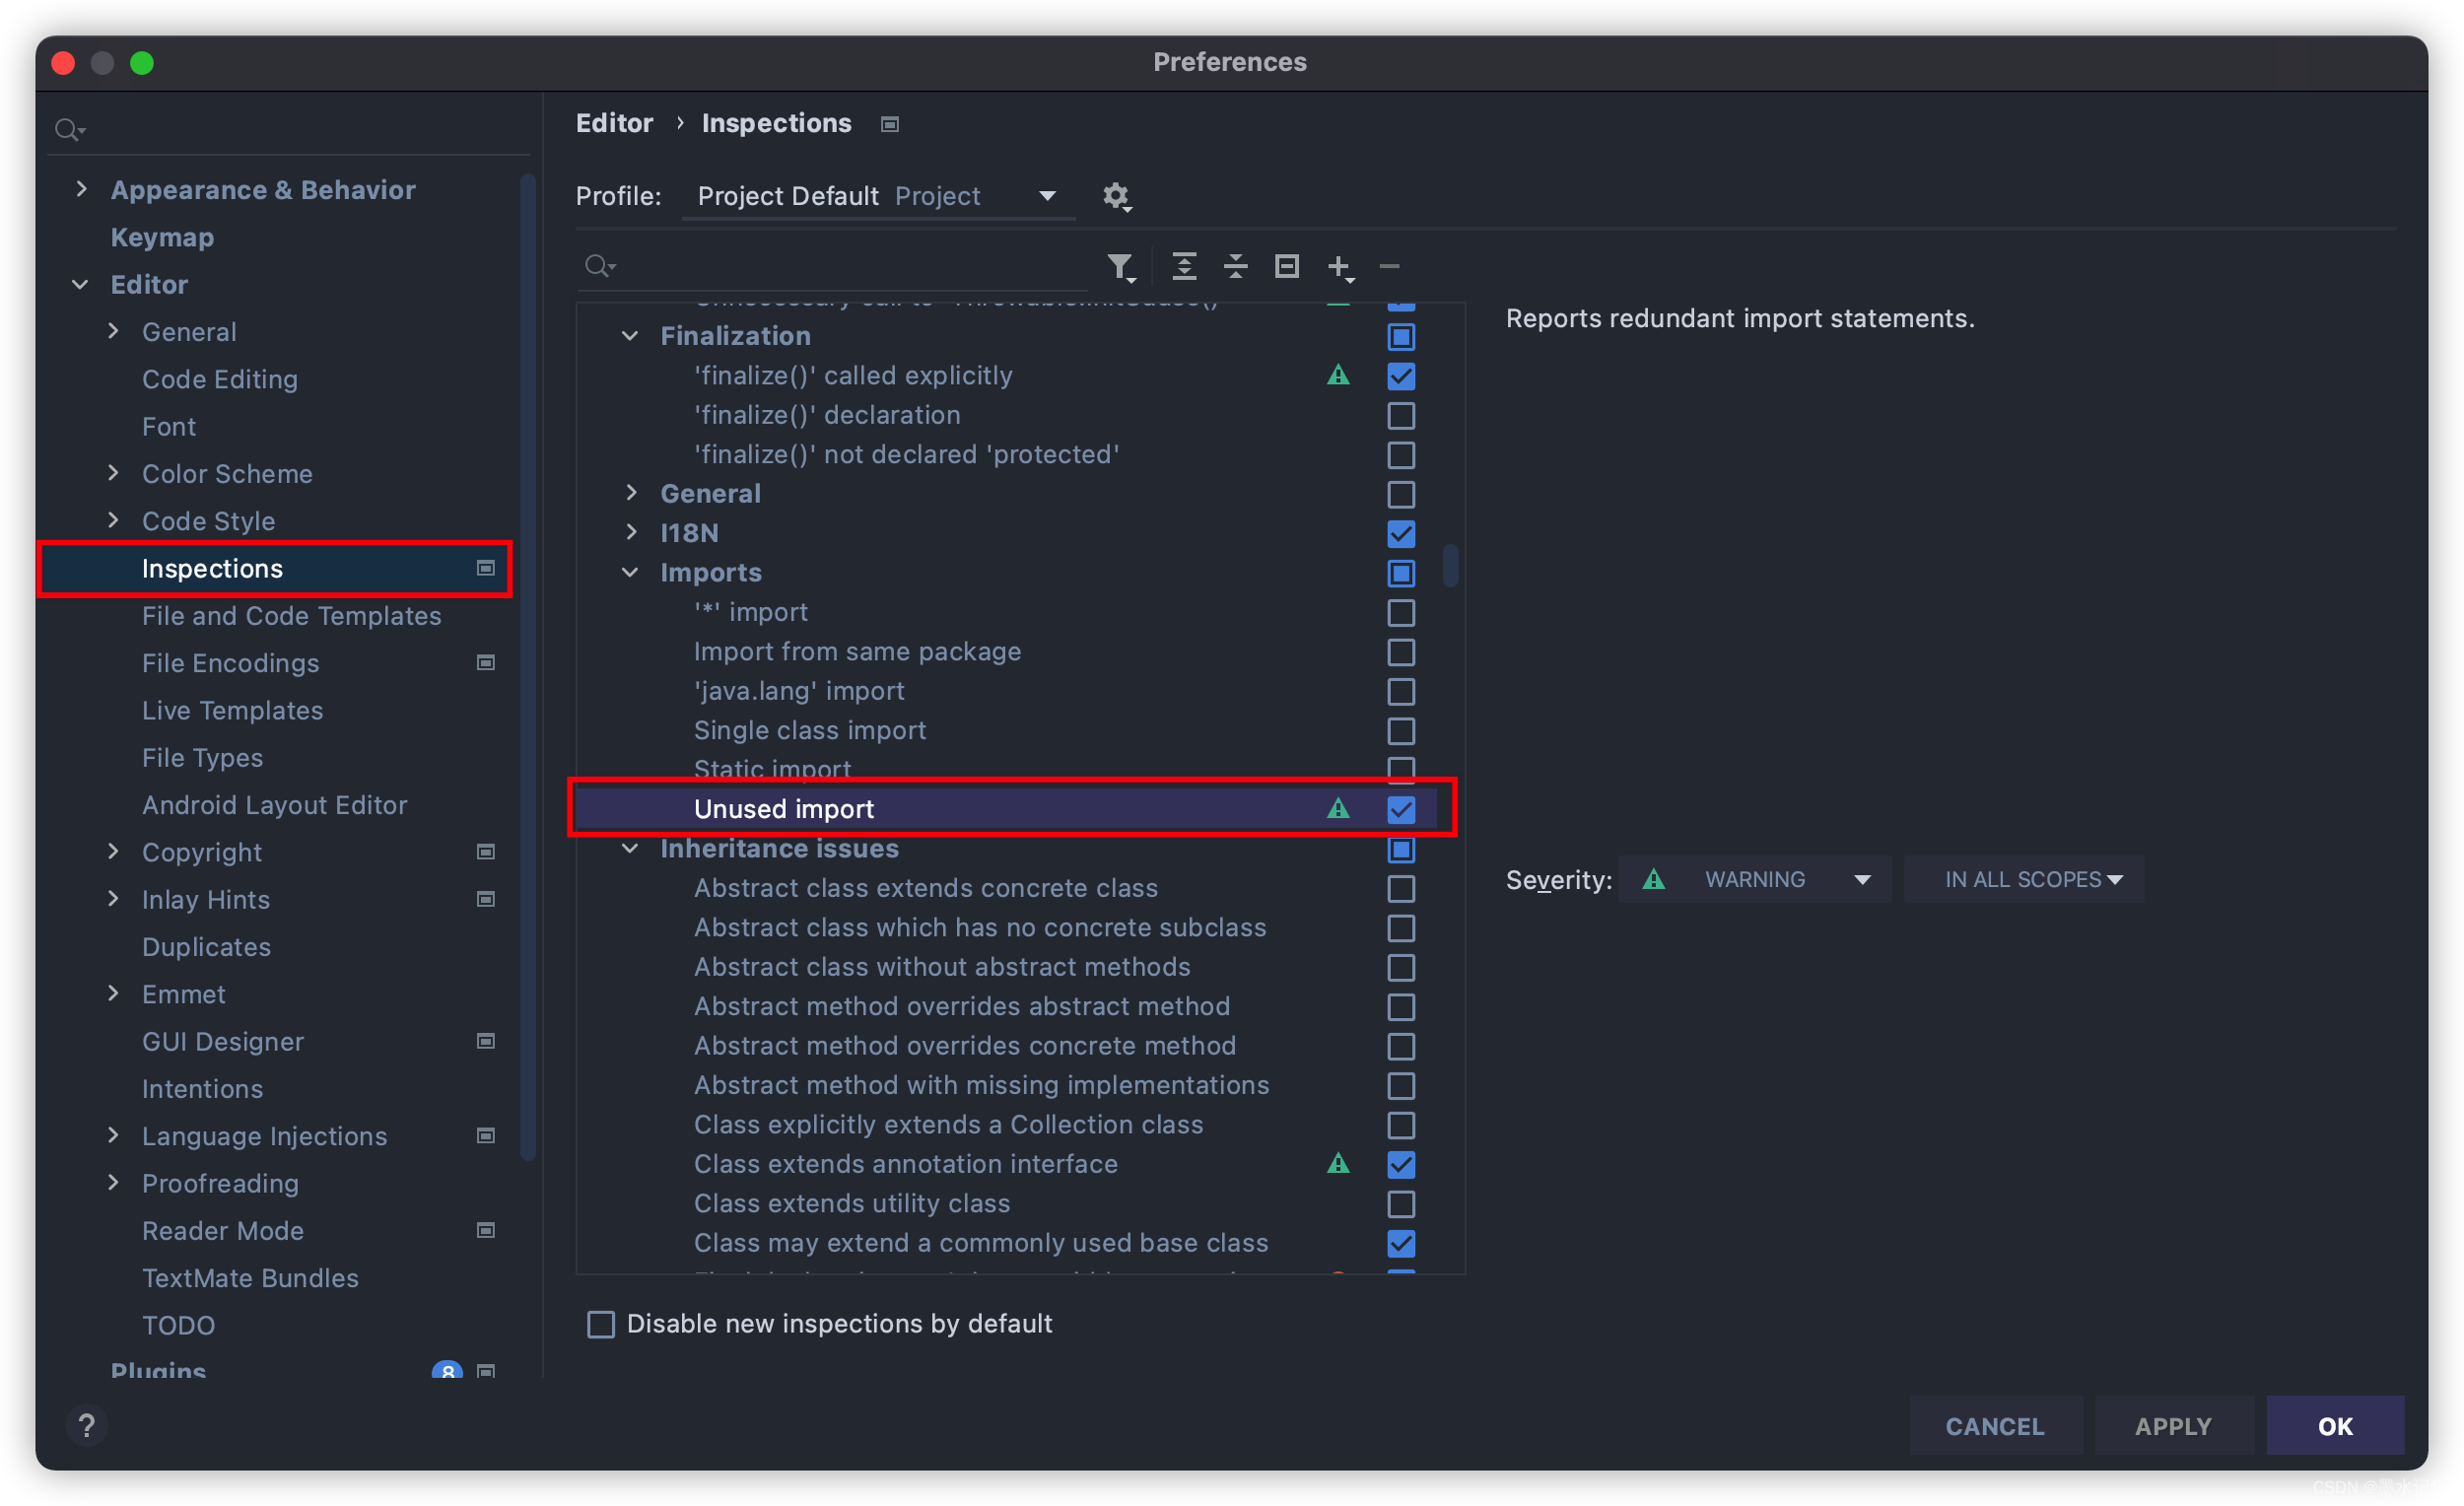 Preferences
Appearance & Behavior
Keymap
Editor
General
Code Editing
Font
Color Scheme
Code Style
Inspections
File and Code Templates
File Encodings
Live Templates
File Types
Android Layout Editor
Copyright
Inlay Hints
Duplicates
Emmet
GUI Designer
Intentions
Language Injections
Proofreading
Reader Mode
TextMate Bundles
TODO
Plugins 8
?
Editor › Inspections
Profile: Project Default Project
Finalization
'finalize()' called explicitly
'finalize()' declaration
'finalize()' not declared 'protected'
General
I18N
Imports
'*' import
Import from same package
'java.lang' import
Single class import
Static import
Unused import
Inheritance issues
Abstract class extends concrete class
Abstract class which has no concrete subclass
Abstract class without abstract methods
Abstract method overrides abstract method
Abstract method overrides concrete method
Abstract method with missing implementations
Class explicitly extends a Collection class
Class extends annotation interface
Class extends utility class
Class may extend a commonly used base class
Disable new inspections by default
Reports redundant import statements.
Severity: WARNING IN ALL SCOPES
CANCEL APPLY OK